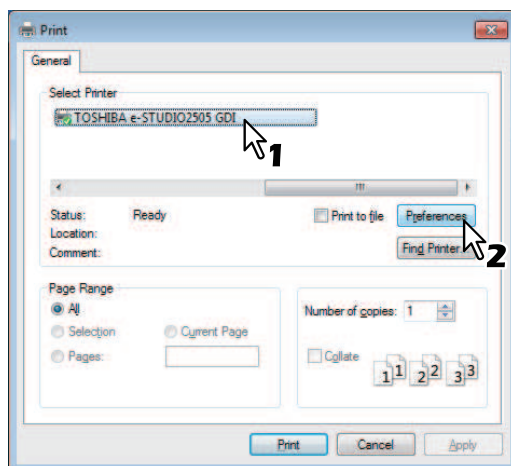 Print
General
Select Printer
TOSHIBA e-STUDIO2505 GDI
1
Status: Ready
Print to file Preferences
Location:
Comment:
Find Printer...
2
Page Range
All
Selection Current Page
Pages:
Number of copies: 1
Collate
1 1 2 2 3 3
Print Cancel Apply